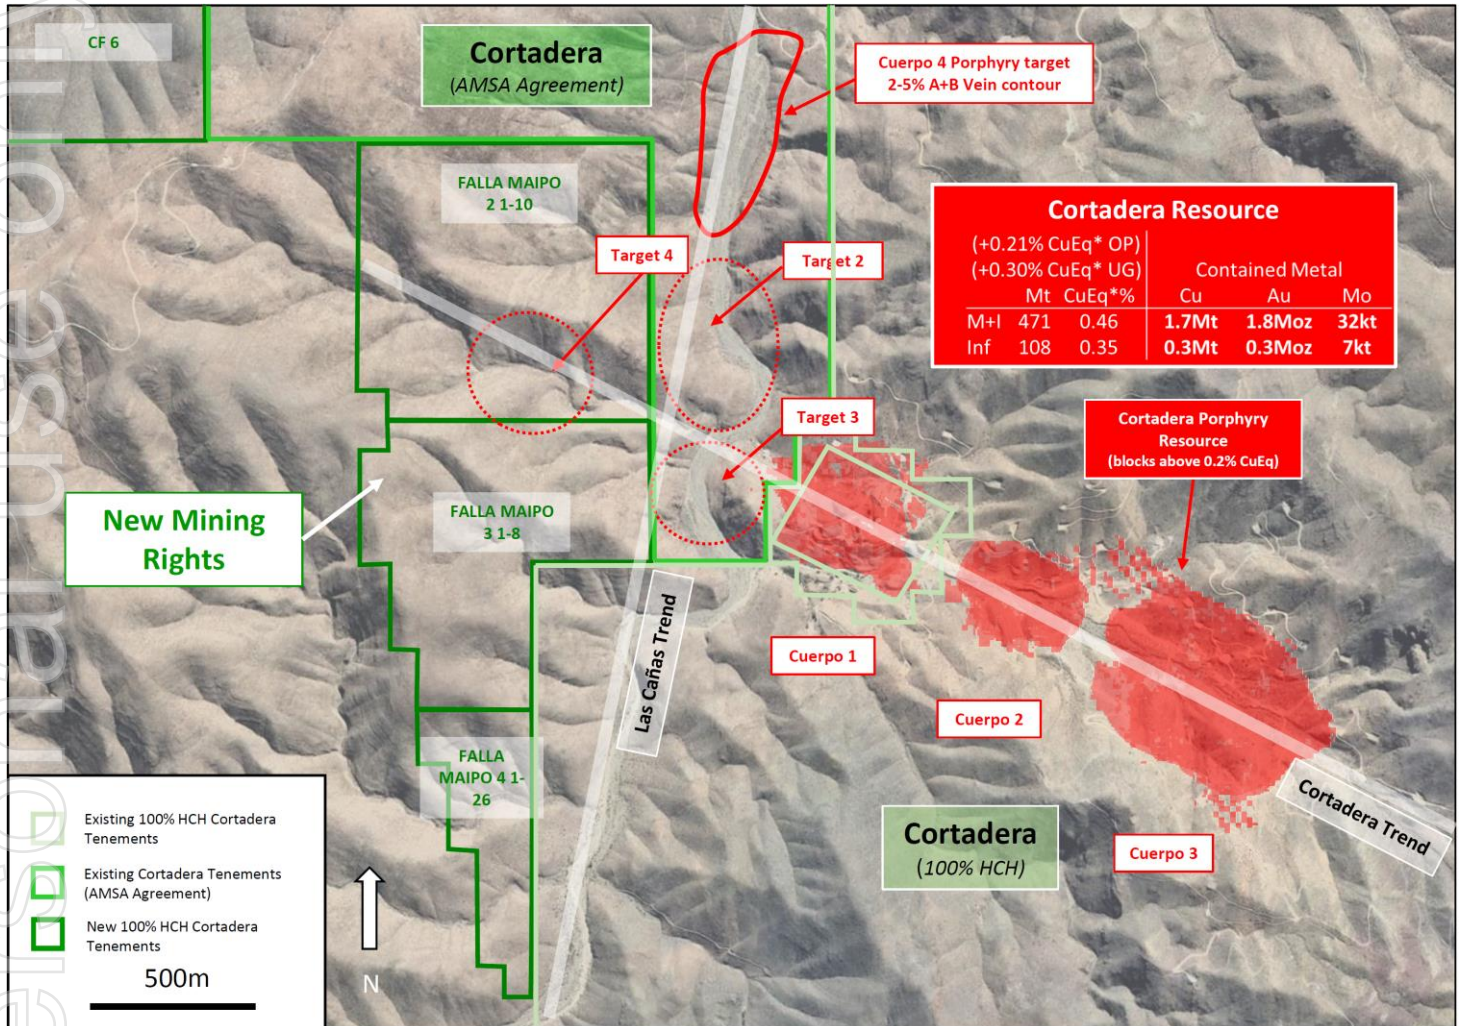 CF 6
Cortadera
(AMSA Agreement)
Cuerpo 4 Porphyry target
2-5% A+B Vein contour
FALLA MAIPO
2 1-10
Target 4
Target 2
Cortadera Resource
(+0.21% CuEq* OP)
(+0.30% CuEq* UG) Contained Metal
Mt CuEq*% Cu Au Mo
M+I 471 0.46 1.7Mt 1.8Moz 32kt
Inf 108 0.35 0.3Mt 0.3Moz 7kt
Target 3
Cortadera Porphyry
Resource
(blocks above 0.2% CuEq)
New Mining
Rights
FALLA MAIPO
3 1-8
Las Cañas Trend
Cuerpo 1
Cuerpo 2
Cuerpo 3
Cortadera Trend
FALLA
MAIPO 4 1-
26
Cortadera
(100% HCH)
Existing 100% HCH Cortadera
Tenements
Existing Cortadera Tenements
(AMSA Agreement)
New 100% HCH Cortadera
Tenements
500m
N
use only